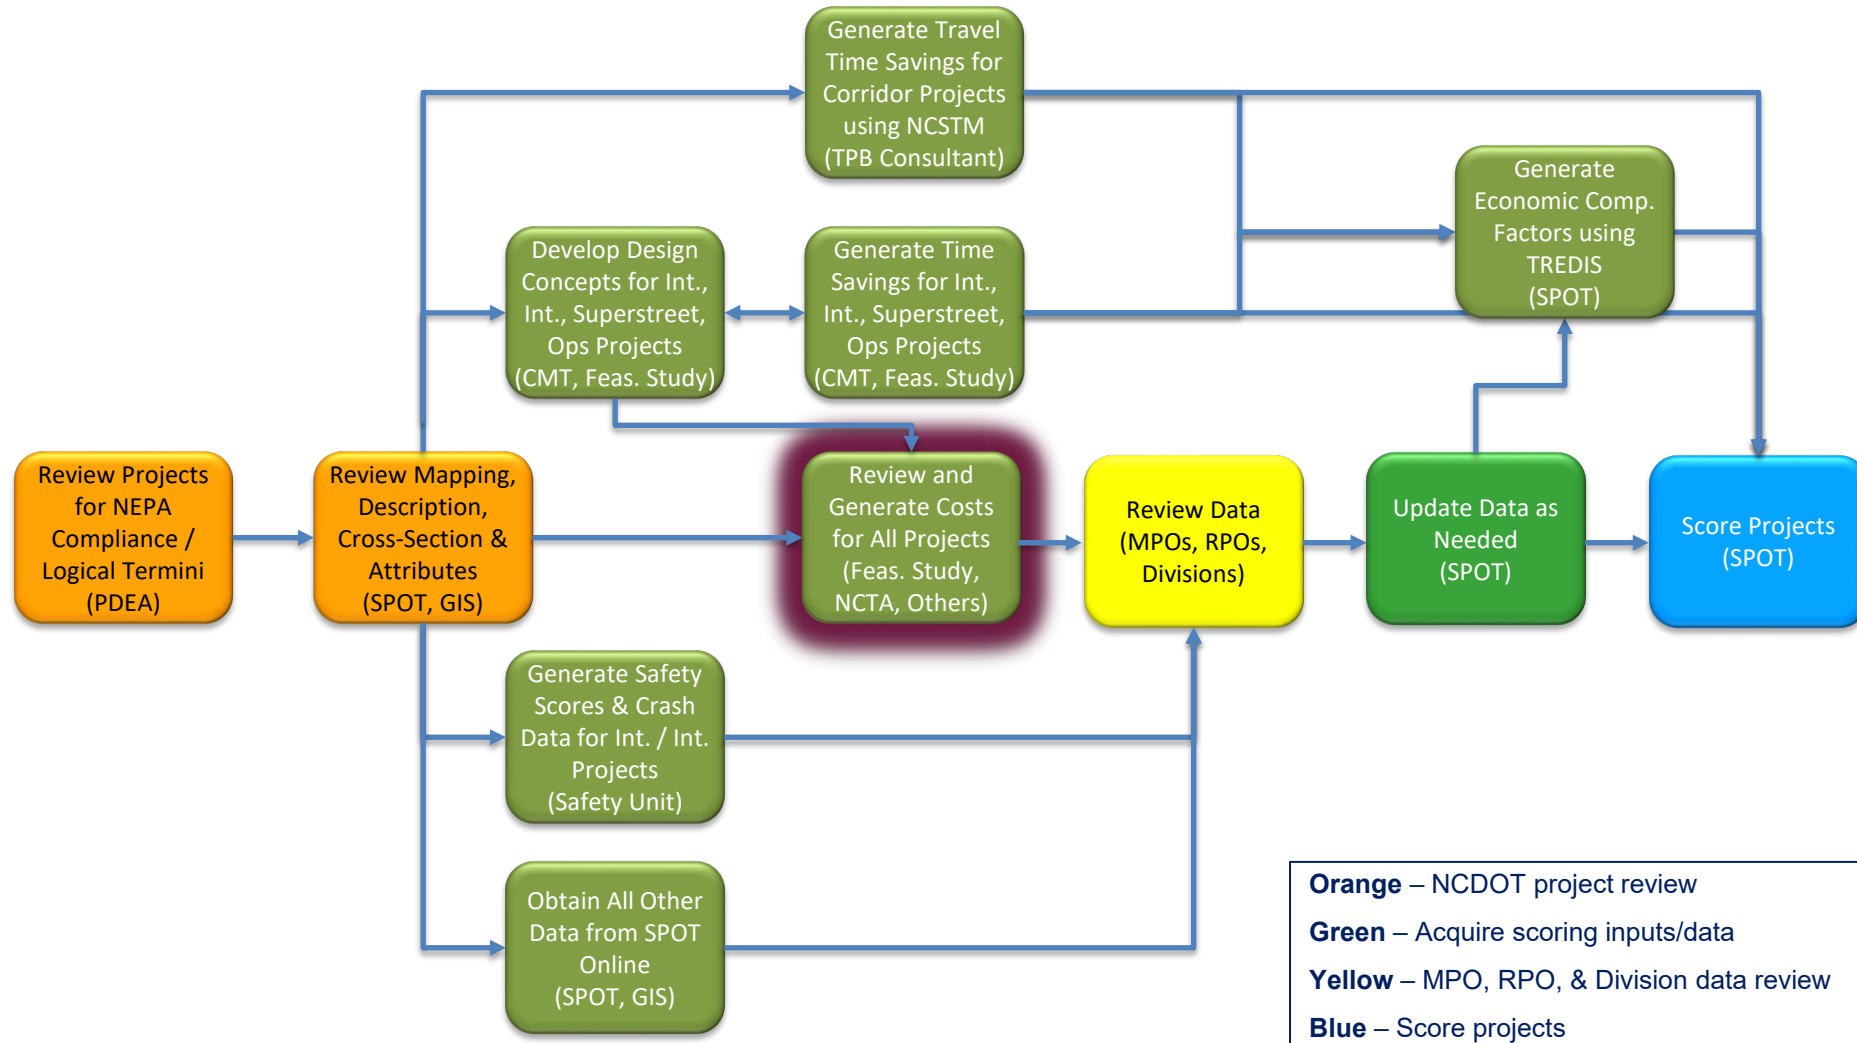 Generate Travel
Time Savings for
Corridor Projects
using NCSTM
(TPB Consultant)
Generate
Economic Comp.
Factors using
TREDIS
(SPOT)
Develop Design
Concepts for Int.,
Int., Superstreet,
Ops Projects
(CMT, Feas. Study)
Generate Time
Savings for Int.,
Int., Superstreet,
Ops Projects
(CMT, Feas. Study)
Review Projects
for NEPA
Compliance /
Logical Termini
(PDEA)
Review Mapping,
Description,
Cross-Section &
Attributes
(SPOT, GIS)
Review and
Generate Costs
for All Projects
(Feas. Study,
NCTA, Others)
Review Data
(MPOs, RPOs,
Divisions)
Update Data as
Needed
(SPOT)
Score Projects
(SPOT)
Generate Safety
Scores & Crash
Data for Int. / Int.
Projects
(Safety Unit)
Obtain All Other
Data from SPOT
Online
(SPOT, GIS)
Orange – NCDOT project review
Green – Acquire scoring inputs/data
Yellow – MPO, RPO, & Division data review
Blue – Score projects